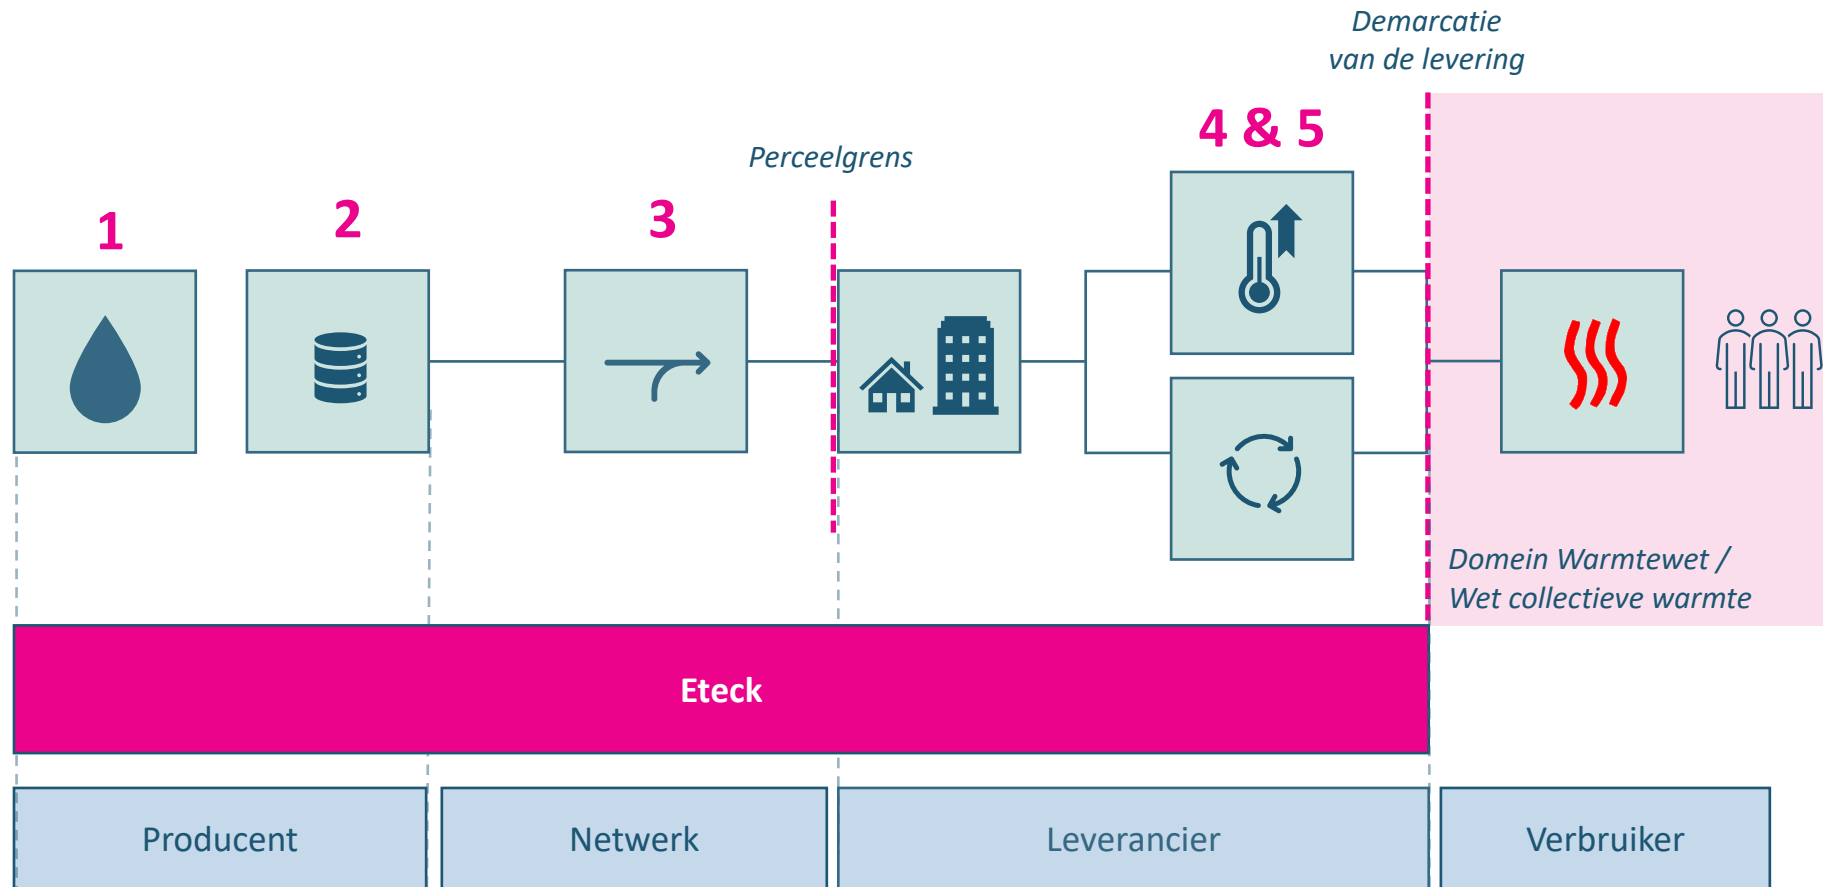 Demarcatie
van de levering
4 & 5
Perceelgrens
1
2
3
Domein Warmtewet /
Wet collectieve warmte
Eteck
Producent
Netwerk
Leverancier
Verbruiker